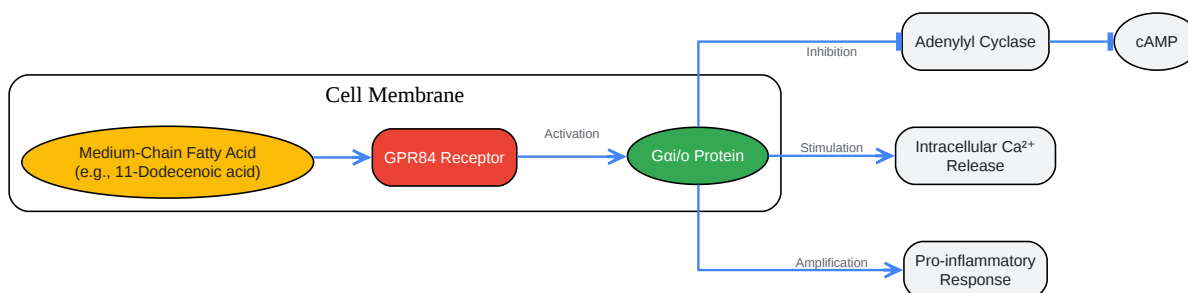 Adenylyl Cyclase
cAMP
Inhibition
Cell Membrane
Medium-Chain Fatty Acid
(e.g., 11-Dodecenoic acid)
GPR84 Receptor
Activation
Gαi/o Protein
Stimulation
Intracellular Ca²⁺
Release
Amplification
Pro-inflammatory
Response